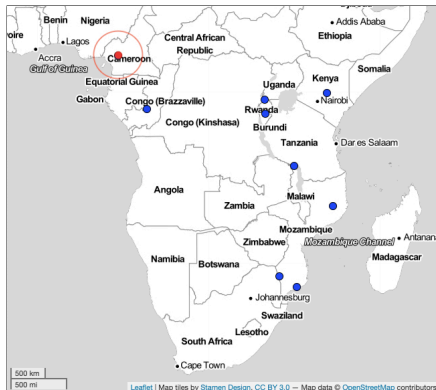 Addis Ababa
Benin
Nigeria
oire
Lagos
Central African
Republic
Ethiopia
Accra
Gulf of Guinea
Cameroon
Somalia
Equatorial Guinea
Uganda
Kenya
Gabon
Congo (Brazzaville)
Nairobi
Rwanda
Congo (Kinshasa)
Burundi
Tanzania
Dar es Salaam
Angola
Malawi
Zambia
Mozambique
Zimbabwe
Mozambique Channel
Antanana
Namibia
Botswana
Madagascar
Johannesburg
Swaziland
Lesotho
South Africa
Cape Town
500 km
500 mi
Leaflet | Map tiles by Stamen Design, CC BY 3.0 — Map data © OpenStreetMap contributors